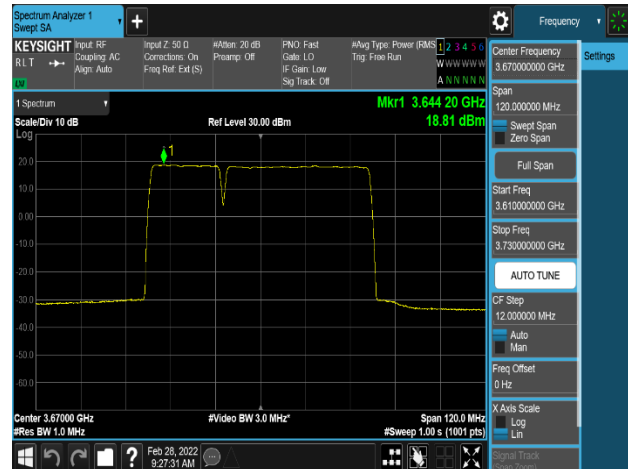 Spectrum Analyzer 1
Swept SA
Frequency
KEYSIGHT
RLT
LXI
Input: RF
Coupling: AC
Align: Auto
Input Z: 50 Ω
Corrections: On
Freq Ref: Ext (S)
#Atten: 20 dB
Preamp: Off
PNO: Fast
Gate: LO
IF Gain: Low
Sig Track: Off
#Avg Type: Power (RMS
Trig: Free Run
1 2 3 4 5 6
W W W W W W
A N N N N N
1 Spectrum
Scale/Div 10 dB
Log
Ref Level 30.00 dBm
Mkr1 3.644 20 GHz
18.81 dBm
1
20.0
10.0
0.00
-10.0
-20.0
-30.0
-40.0
-50.0
-60.0
Center 3.67000 GHz
#Res BW 1.0 MHz
#Video BW 3.0 MHz*
Span 120.0 MHz
#Sweep 1.00 s (1001 pts)
Feb 28, 2022
9:27:31 AM
Center Frequency
3.670000000 GHz
Span
120.000000 MHz
Swept Span
Zero Span
Full Span
Start Freq
3.610000000 GHz
Stop Freq
3.730000000 GHz
AUTO TUNE
CF Step
12.000000 MHz
Auto
Man
Freq Offset
0 Hz
X Axis Scale
Log
Lin
Signal Track
(Span Zoom)
Settings